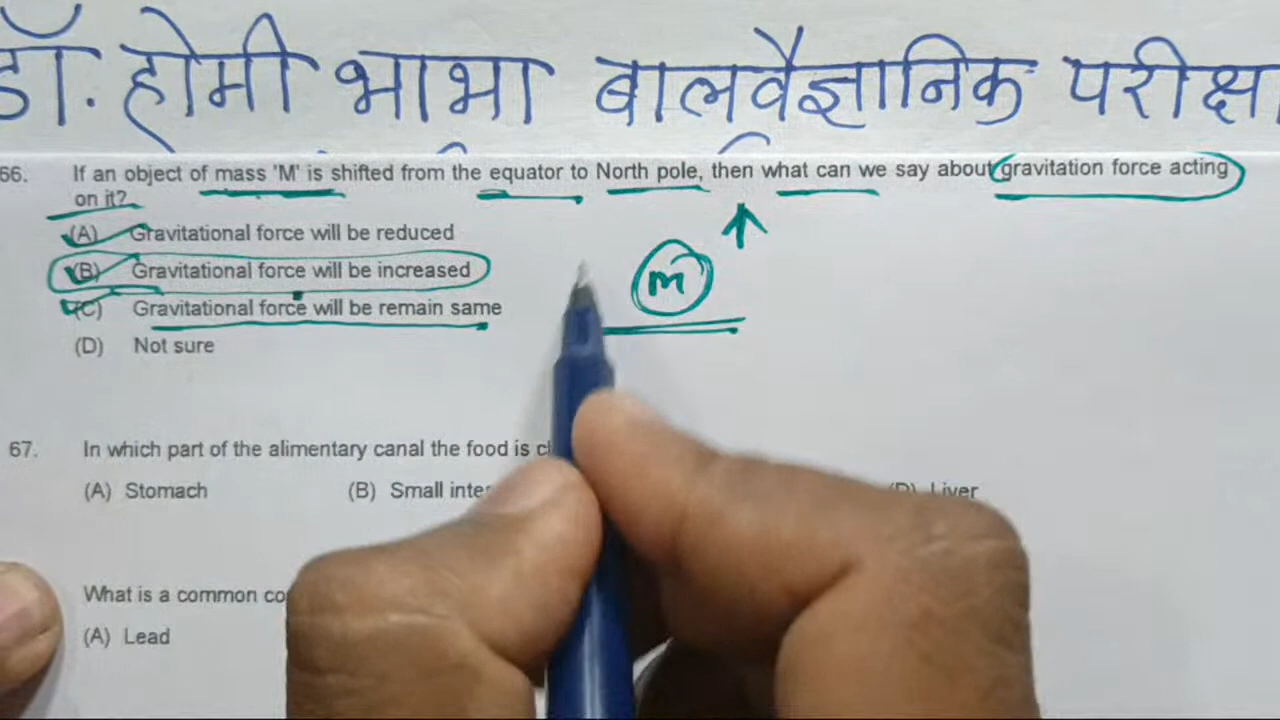 डॉ. होमी भाभा बालवैज्ञानिक परीक्षा
66. If an object of mass 'M' is shifted from the equator to North pole, then what can we say about gravitation force acting
on it?
(A) Gravitational force will be reduced
(B) Gravitational force will be increased
M
(C) Gravitational force will be remain same
(D) Not sure
67. In which part of the alimentary canal the food is
(A) Stomach (B) Small (D) Liver
What is a common
(A) Lead